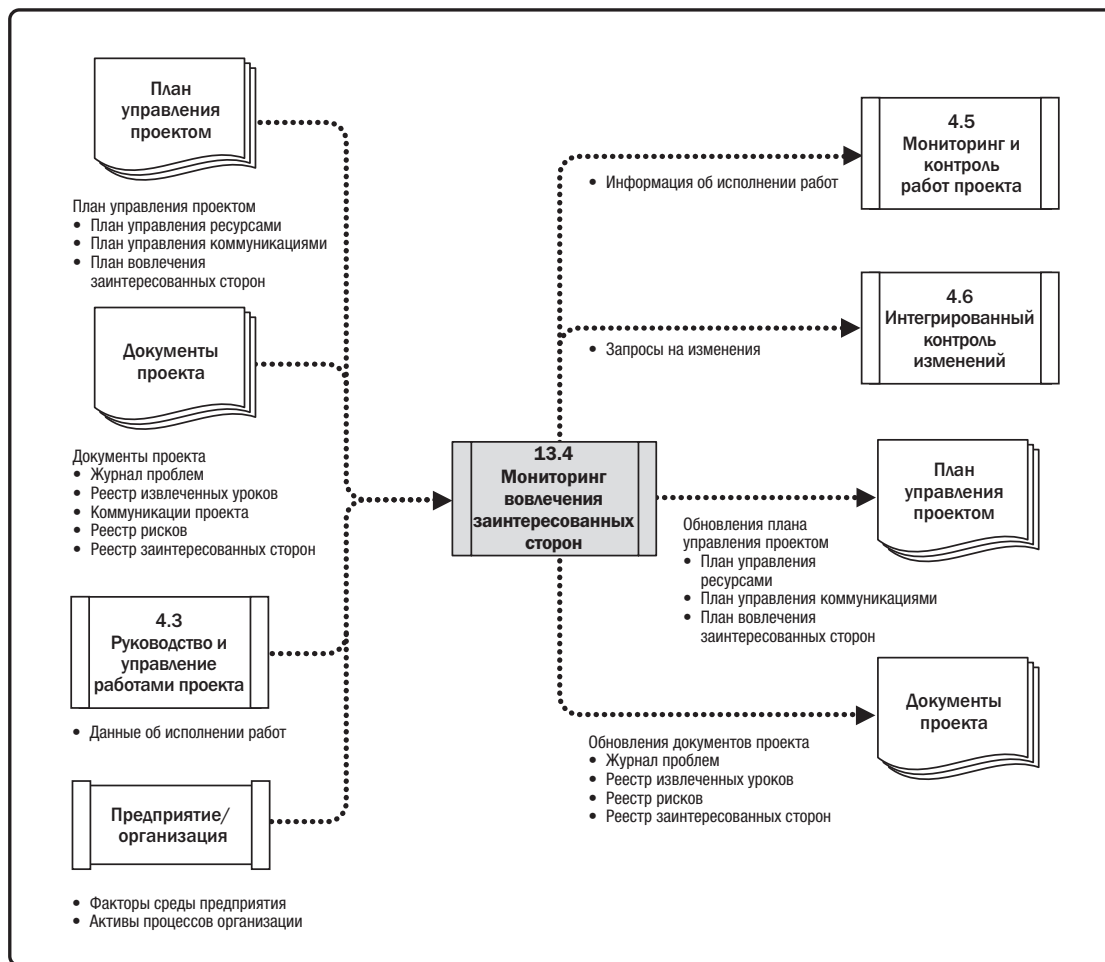 План
управления
проектом
План управления проектом
• План управления ресурсами
• План управления коммуникациями
• План вовлечения
заинтересованных сторон
Документы
проекта
Документы проекта
• Журнал проблем
• Реестр извлеченных уроков
• Коммуникации проекта
• Реестр рисков
• Реестр заинтересованных сторон
4.3
Руководство и
управление
работами проекта
• Данные об исполнении работ
Предприятие/
организация
• Факторы среды предприятия
• Активы процессов организации
13.4
Мониторинг
вовлечения
заинтересованных
сторон
4.5
Мониторинг и
контроль
работ проекта
• Информация об исполнении работ
4.6
Интегрированный
контроль
изменений
• Запросы на изменения
План
управления
проектом
Обновления плана
управления проектом
• План управления
ресурсами
• План управления коммуникациями
• План вовлечения
заинтересованных сторон
Документы
проекта
Обновления документов проекта
• Журнал проблем
• Реестр извлеченных уроков
• Реестр рисков
• Реестр заинтересованных сторон